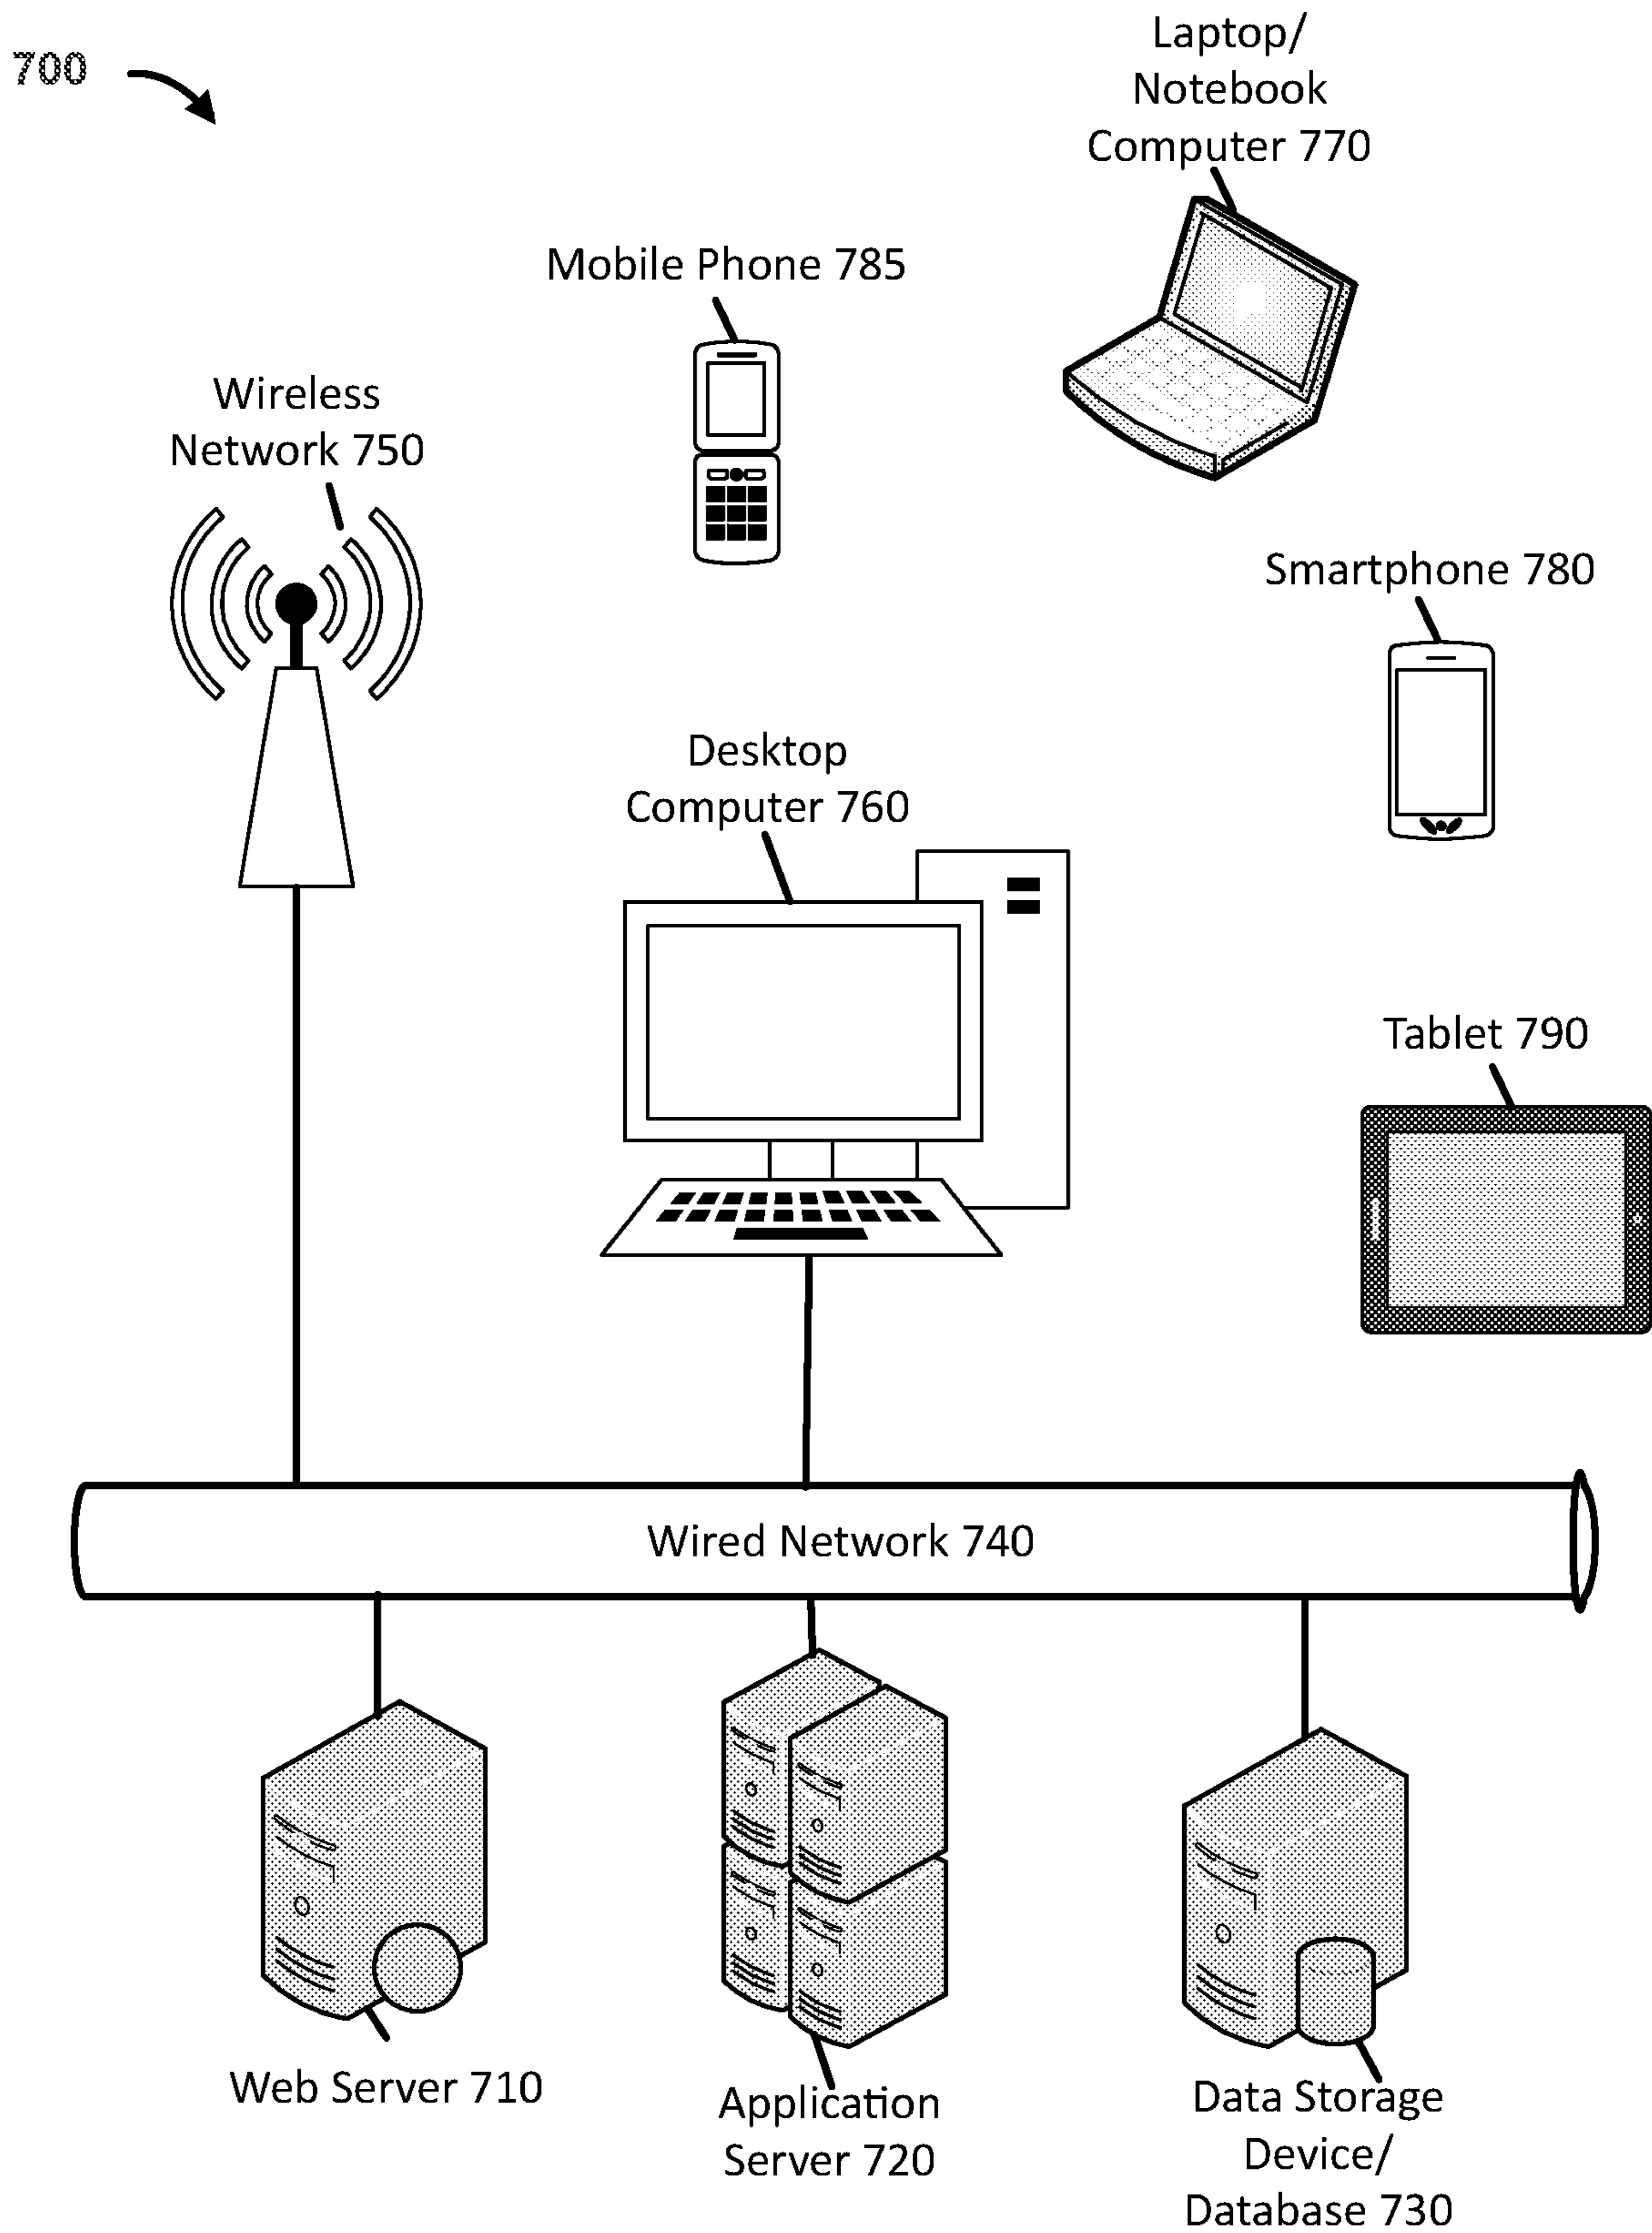 700
Laptop/
Notebook
Computer 770
Mobile Phone 785
Wireless
Network 750
Smartphone 780
Desktop
Computer 760
Tablet 790
Wired Network 740
Web Server 710
Application
Server 720
Data Storage
Device/
Database 730